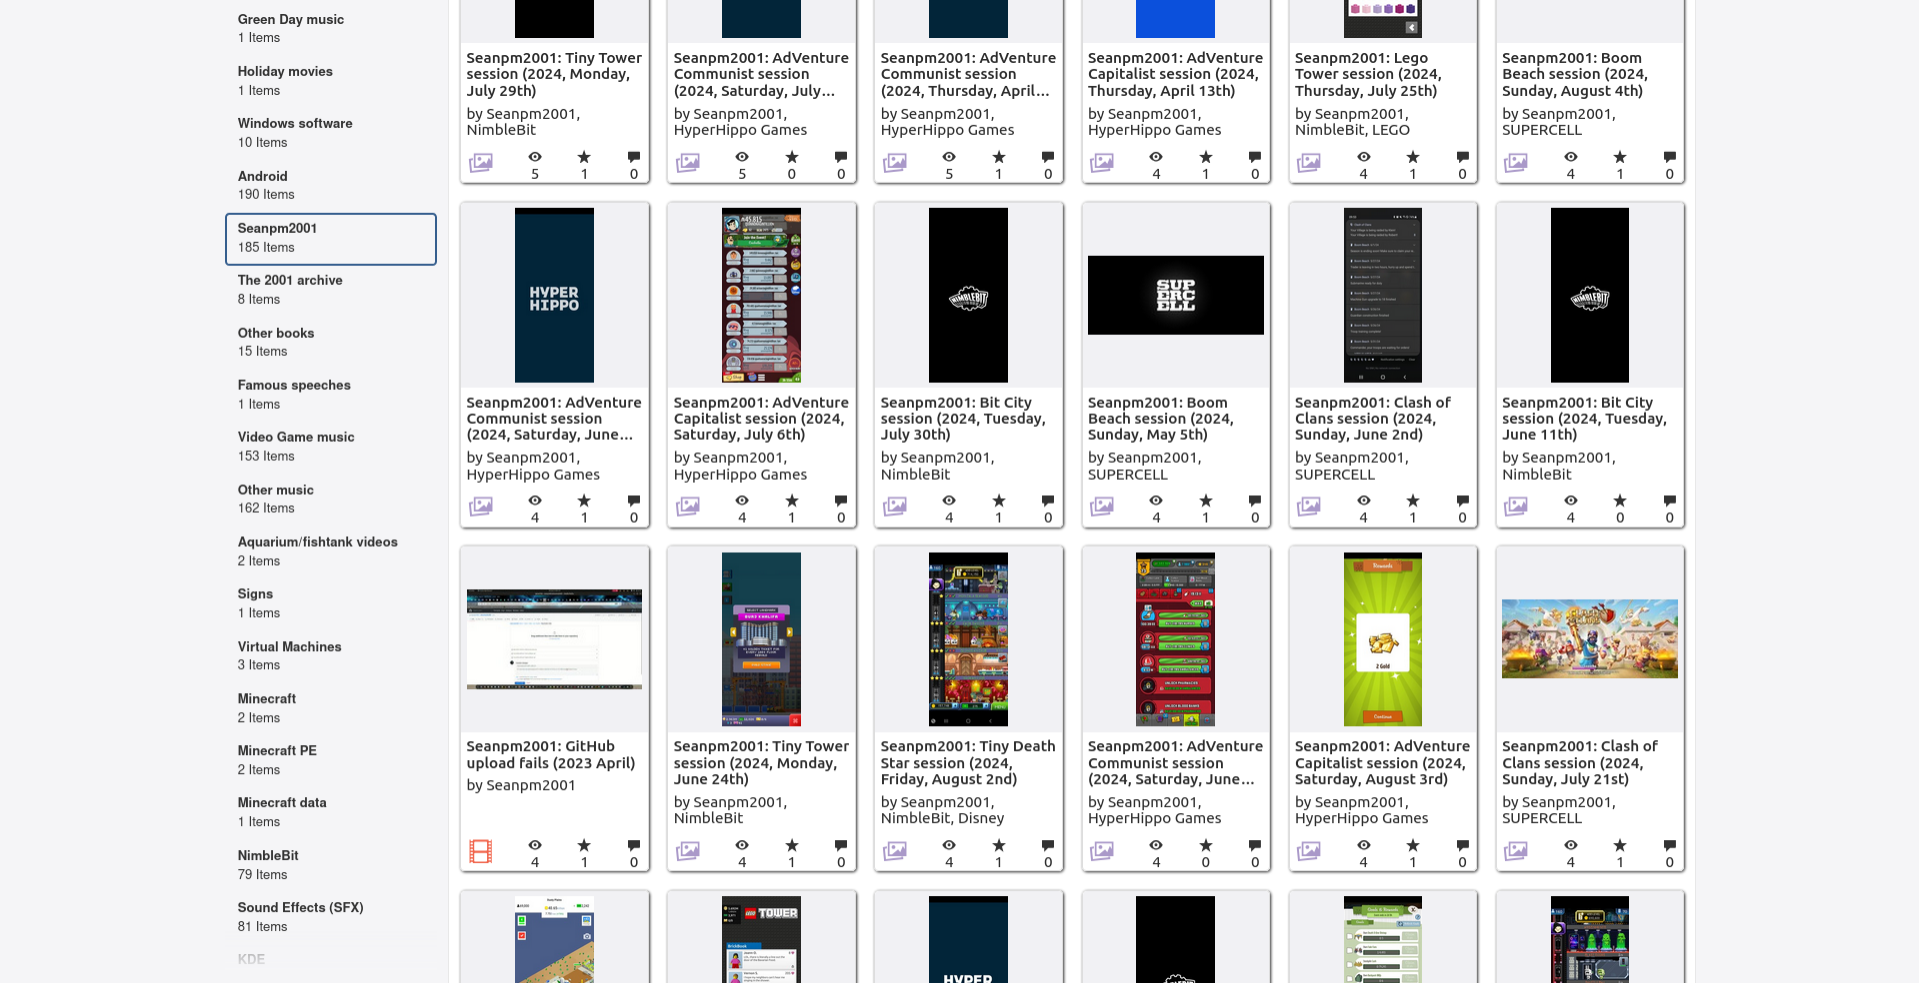 Green Day music
1 Items
Holiday movies
1 Items
Windows software
10 Items
Android
190 Items
Seanpm2001
185 Items
The 2001 archive
8 Items
Other books
15 Items
Famous speeches
1 Items
Video Game music
153 Items
Other music
162 Items
Aquarium/fishtank videos
2 Items
Signs
1 Items
Virtual Machines
3 Items
Minecraft
2 Items
Minecraft PE
2 Items
Minecraft data
1 Items
NimbleBit
79 Items
Sound Effects (SFX)
81 Items
KDE
Seanpm2001: Tiny Tower
session (2024, Monday,
July 29th)
by Seanpm2001,
NimbleBit
5 1 0
Seanpm2001: AdVenture
Communist session
(2024, Saturday, July...
by Seanpm2001,
HyperHippo Games
5 0 0
Seanpm2001: AdVenture
Communist session
(2024, Thursday, April...
by Seanpm2001,
HyperHippo Games
5 1 0
Seanpm2001: AdVenture
Capitalist session (2024,
Thursday, April 13th)
by Seanpm2001,
HyperHippo Games
4 1 0
Seanpm2001: Lego
Tower session (2024,
Thursday, July 25th)
by Seanpm2001,
NimbleBit, LEGO
4 1 0
Seanpm2001: Boom
Beach session (2024,
Sunday, August 4th)
by Seanpm2001,
SUPERCELL
4 1 0
HYPER
HIPPO
Seanpm2001: AdVenture
Communist session
(2024, Saturday, June...
by Seanpm2001,
HyperHippo Games
4 1 0
Seanpm2001: AdVenture
Capitalist session (2024,
Saturday, July 6th)
by Seanpm2001,
HyperHippo Games
4 1 0
NIMBLEBIT
Seanpm2001: Bit City
session (2024, Tuesday,
July 30th)
by Seanpm2001,
NimbleBit
4 1 0
SUP
ERC
ELL
Seanpm2001: Boom
Beach session (2024,
Sunday, May 5th)
by Seanpm2001,
SUPERCELL
4 1 0
Seanpm2001: Clash of
Clans session (2024,
Sunday, June 2nd)
by Seanpm2001,
SUPERCELL
4 1 0
NIMBLEBIT
Seanpm2001: Bit City
session (2024, Tuesday,
June 11th)
by Seanpm2001,
NimbleBit
4 0 0
Seanpm2001: GitHub
upload fails (2023 April)
by Seanpm2001
4 1 0
Seanpm2001: Tiny Tower
session (2024, Monday,
June 24th)
by Seanpm2001,
NimbleBit
4 1 0
Seanpm2001: Tiny Death
Star session (2024,
Friday, August 2nd)
by Seanpm2001,
NimbleBit, Disney
4 1 0
Seanpm2001: AdVenture
Communist session
(2024, Saturday, June...
by Seanpm2001,
HyperHippo Games
4 0 0
Rewards
2 Gold
Continue
Seanpm2001: AdVenture
Capitalist session (2024,
Saturday, August 3rd)
by Seanpm2001,
HyperHippo Games
4 1 0
Seanpm2001: Clash of
Clans session (2024,
Sunday, July 21st)
by Seanpm2001,
SUPERCELL
4 1 0
LEGO TOWER
HYPER